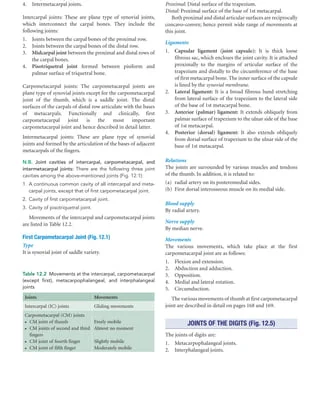 4. Intermetacarpal joints.
Intercarpal joints: These are plane type of synovial joints,
which interconnect the carpal bones. They include the
following joints:
1. Joints between the carpal bones of the proximal row.
2. Joints between the carpal bones of the distal row.
3. Midcarpal joint between the proximal and distal rows of
the carpal bones.
4. Pisotriquetral joint formed between pisiform and
palmar surface of triquetral bone.
Carpometacarpal joints: The carpometacarpal joints are
plane type of synovial joints except for the carpometacarpal
joint of the thumb, which is a saddle joint. The distal
surfaces of the carpals of distal row articulate with the bases
of metacarpals. Functionally and clinically, first
carpometacarpal joint is the most important
carpometacarpal joint and hence described in detail latter.
Intermetacarpal joints: These are plane type of synovial
joints and formed by the articulation of the bases of adjacent
metacarpals of the fingers.
N.B. Joint cavities of intercarpal, carpometacarpal, and
intermetacarpal joints: There are the following three joint
cavities among the above-mentioned joints (Fig. 12.1):
1. A continuous common cavity of all intercarpal and meta-
carpal joints, except that of first carpometacarpal joint.
2. Cavity of first carpometacarpal joint.
3. Cavity of pisotriquetral joint.
Movements of the intercarpal and carpometacarpal joints
are listed in Table 12.2.
First Carpometacarpal Joint (Fig. 12.1)
Type
It is synovial joint of saddle variety.
Table 12.2 Movements at the intercarpal, carpometacarpal
(except first), metacarpophalangeal, and interphalangeal
joints
Joints Movements
Intercarpal (IC) joints Gliding movements
Carpometacarpal (CM) joints
• CM joint of thumb Freely mobile
• CM joints of second and third Almost no moment
fingers
• CM joint of fourth finger Slightly mobile
• CM joint of fifth finger Moderately mobile
Proximal: Distal surface of the trapezium.
Distal: Proximal surface of the base of 1st metacarpal.
Both proximal and distal articular surfaces are reciprocally
concavo-convex; hence permit wide range of movements at
this joint.
Ligaments
1. Capsular ligament (joint capsule): It is thick loose
fibrous sac, which encloses the joint cavity. It is attached
proximally to the margins of articular surface of the
trapezium and distally to the circumference of the base
of first metacarpal bone. The inner surface of the capsule
is lined by the synovial membrane.
2. Lateral ligament: It is a broad fibrous band stretching
from lateral surface of the trapezium to the lateral side
of the base of 1st metacarpal bone.
3. Anterior (palmar) ligament: It extends obliquely from
palmar surface of trapezium to the ulnar side of the base
of 1st metacarpal.
4. Posterior (dorsal) ligament: It also extends obliquely
from dorsal surface of trapezium to the ulnar side of the
base of 1st metacarpal.
Relations
The joints are surrounded by various muscles and tendons
of the thumb. In addition, it is related to:
(a) radial artery on its posteromedial sides.
(b) First dorsal interosseous muscle on its medial side.
Blood supply
By radial artery.
Nerve supply
By median nerve.
Movements
The various movements, which take place at the first
carpometacarpal joint are as follows:
1. Flexion and extension.
2. Abduction and adduction.
3. Opposition.
4. Medial and lateral rotation.
5. Circumduction.
The various movements of thumb at first carpometacarpal
joint are described in detail on pages 168 and 169.
JOINTS OF THE DIGITS (Fig. 12.5)
The joints of digits are:
1. Metacarpophalangeal joints.
2. Interphalangeal joints.